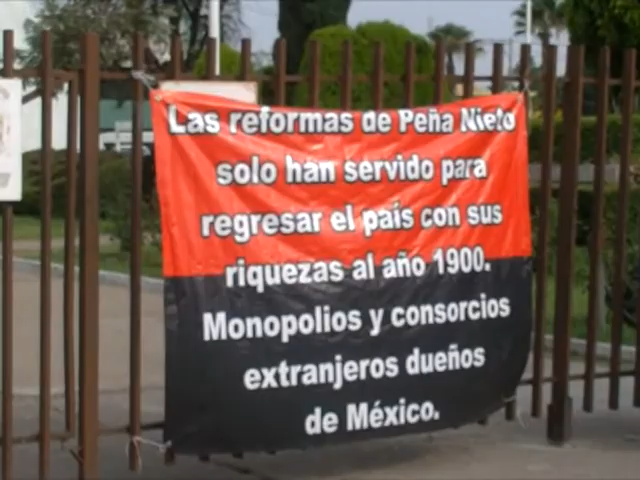 Las reformas de Peña Nieto
solo han servido para
regresar el país con sus
riquezas al año 1900.
Monopolios y consorcios
extranjeros dueños
de México.